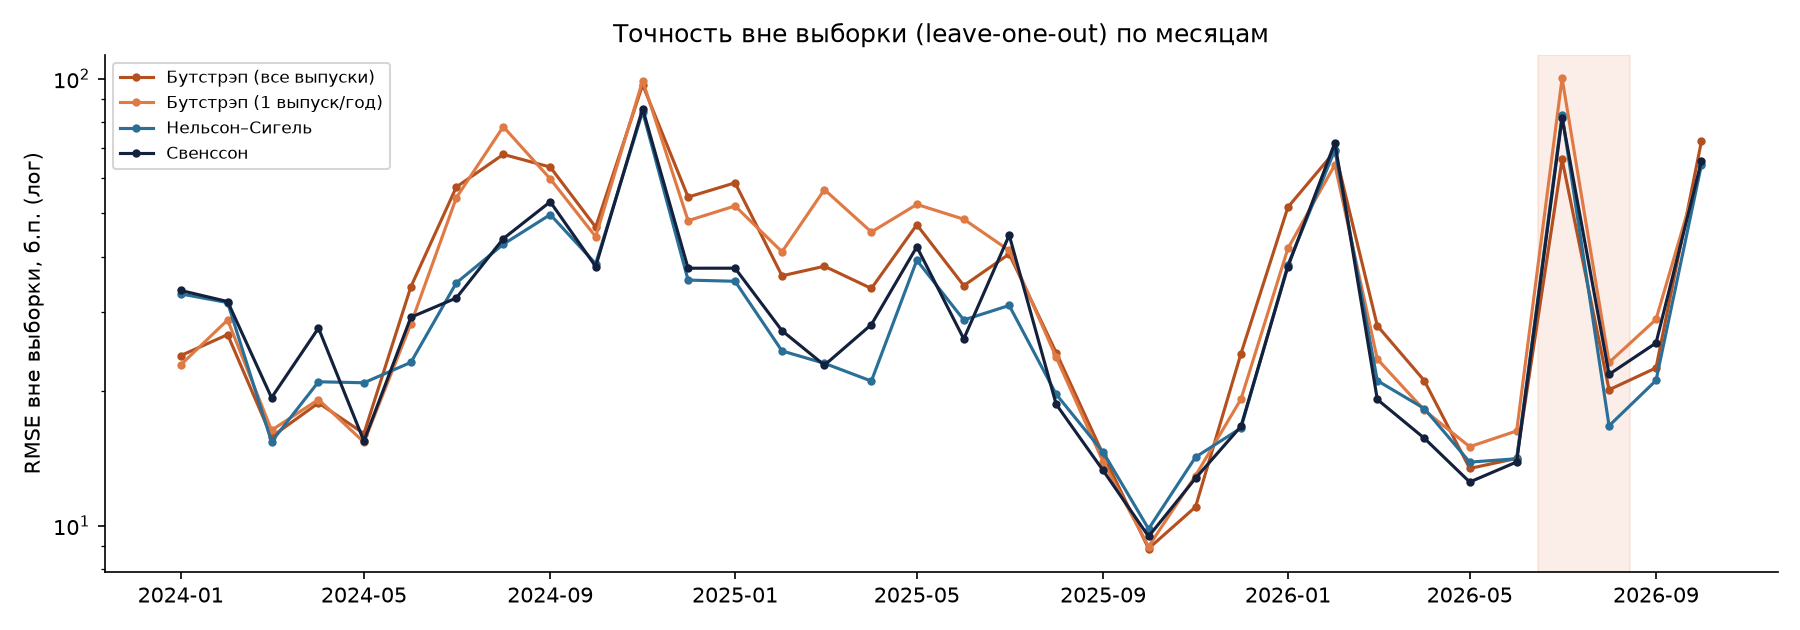 Точность вне выборки (leave-one-out) по месяцам
RMSE вне выборки, б.п. (лог)
10²
10¹
Бутстрэп (все выпуски)
Бутстрэп (1 выпуск/год)
Нельсон–Сигель
Свенссон
2024-01 2024-05 2024-09 2025-01 2025-05 2025-09 2026-01 2026-05 2026-09